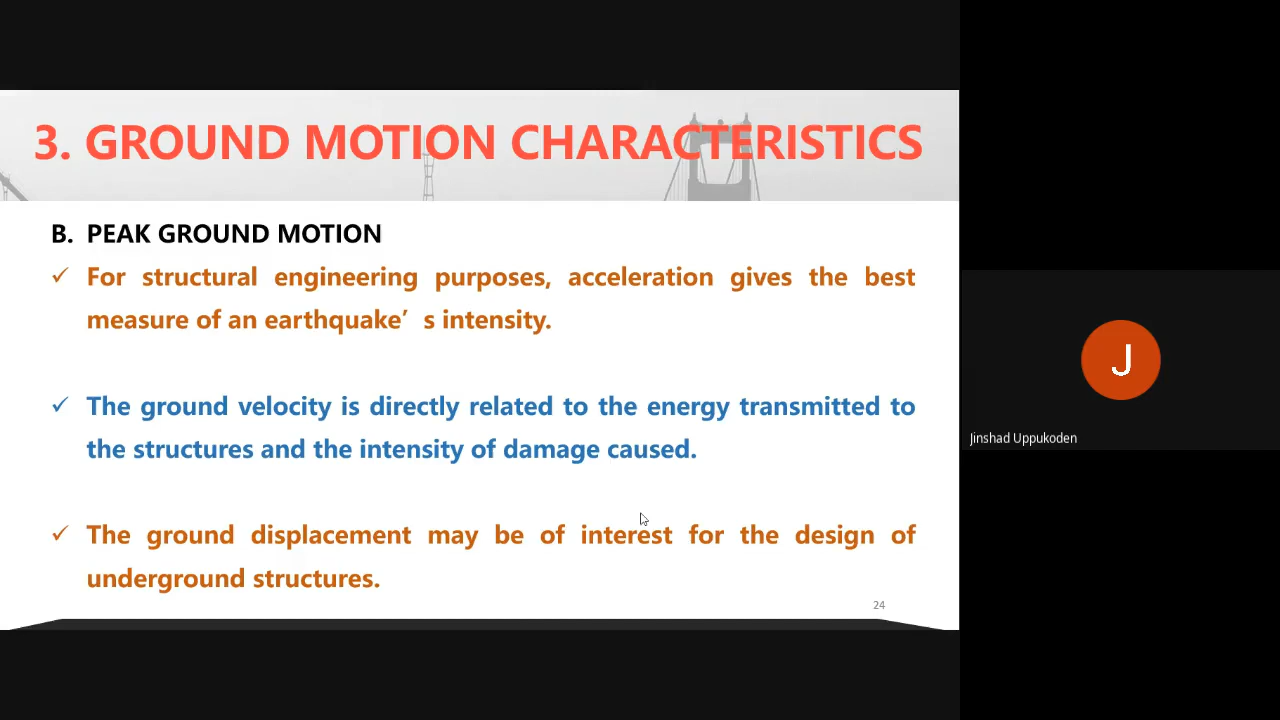 3. GROUND MOTION CHARACTERISTICS
B. PEAK GROUND MOTION
✓ For structural engineering purposes, acceleration gives the best
measure of an earthquake’ s intensity.
✓ The ground velocity is directly related to the energy transmitted to
the structures and the intensity of damage caused.
✓ The ground displacement may be of interest for the design of
underground structures.
24
J
Jinshad Uppukoden